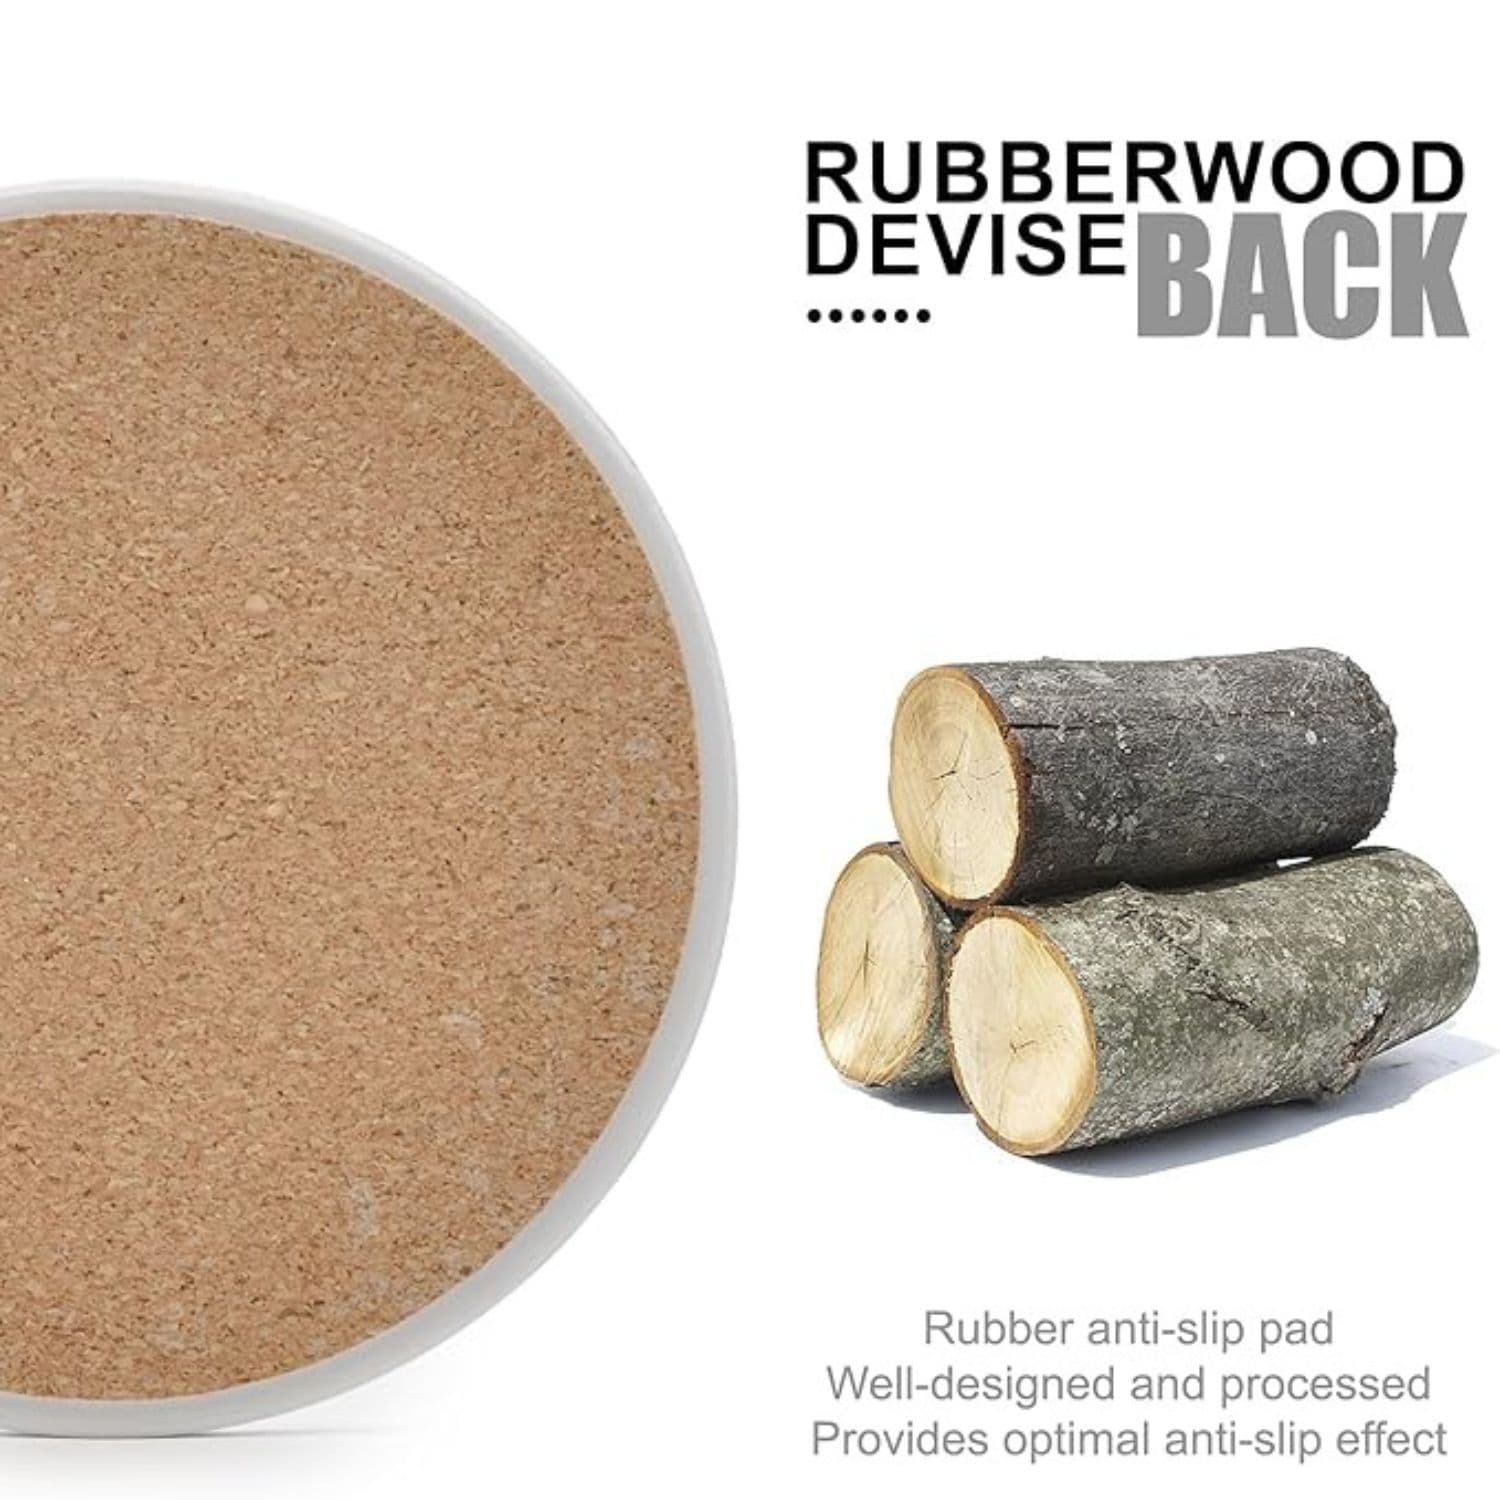 RUBBERWOOD
DEVISE BACK
......
Rubber anti-slip pad
Well-designed and processed
Provides optimal anti-slip effect